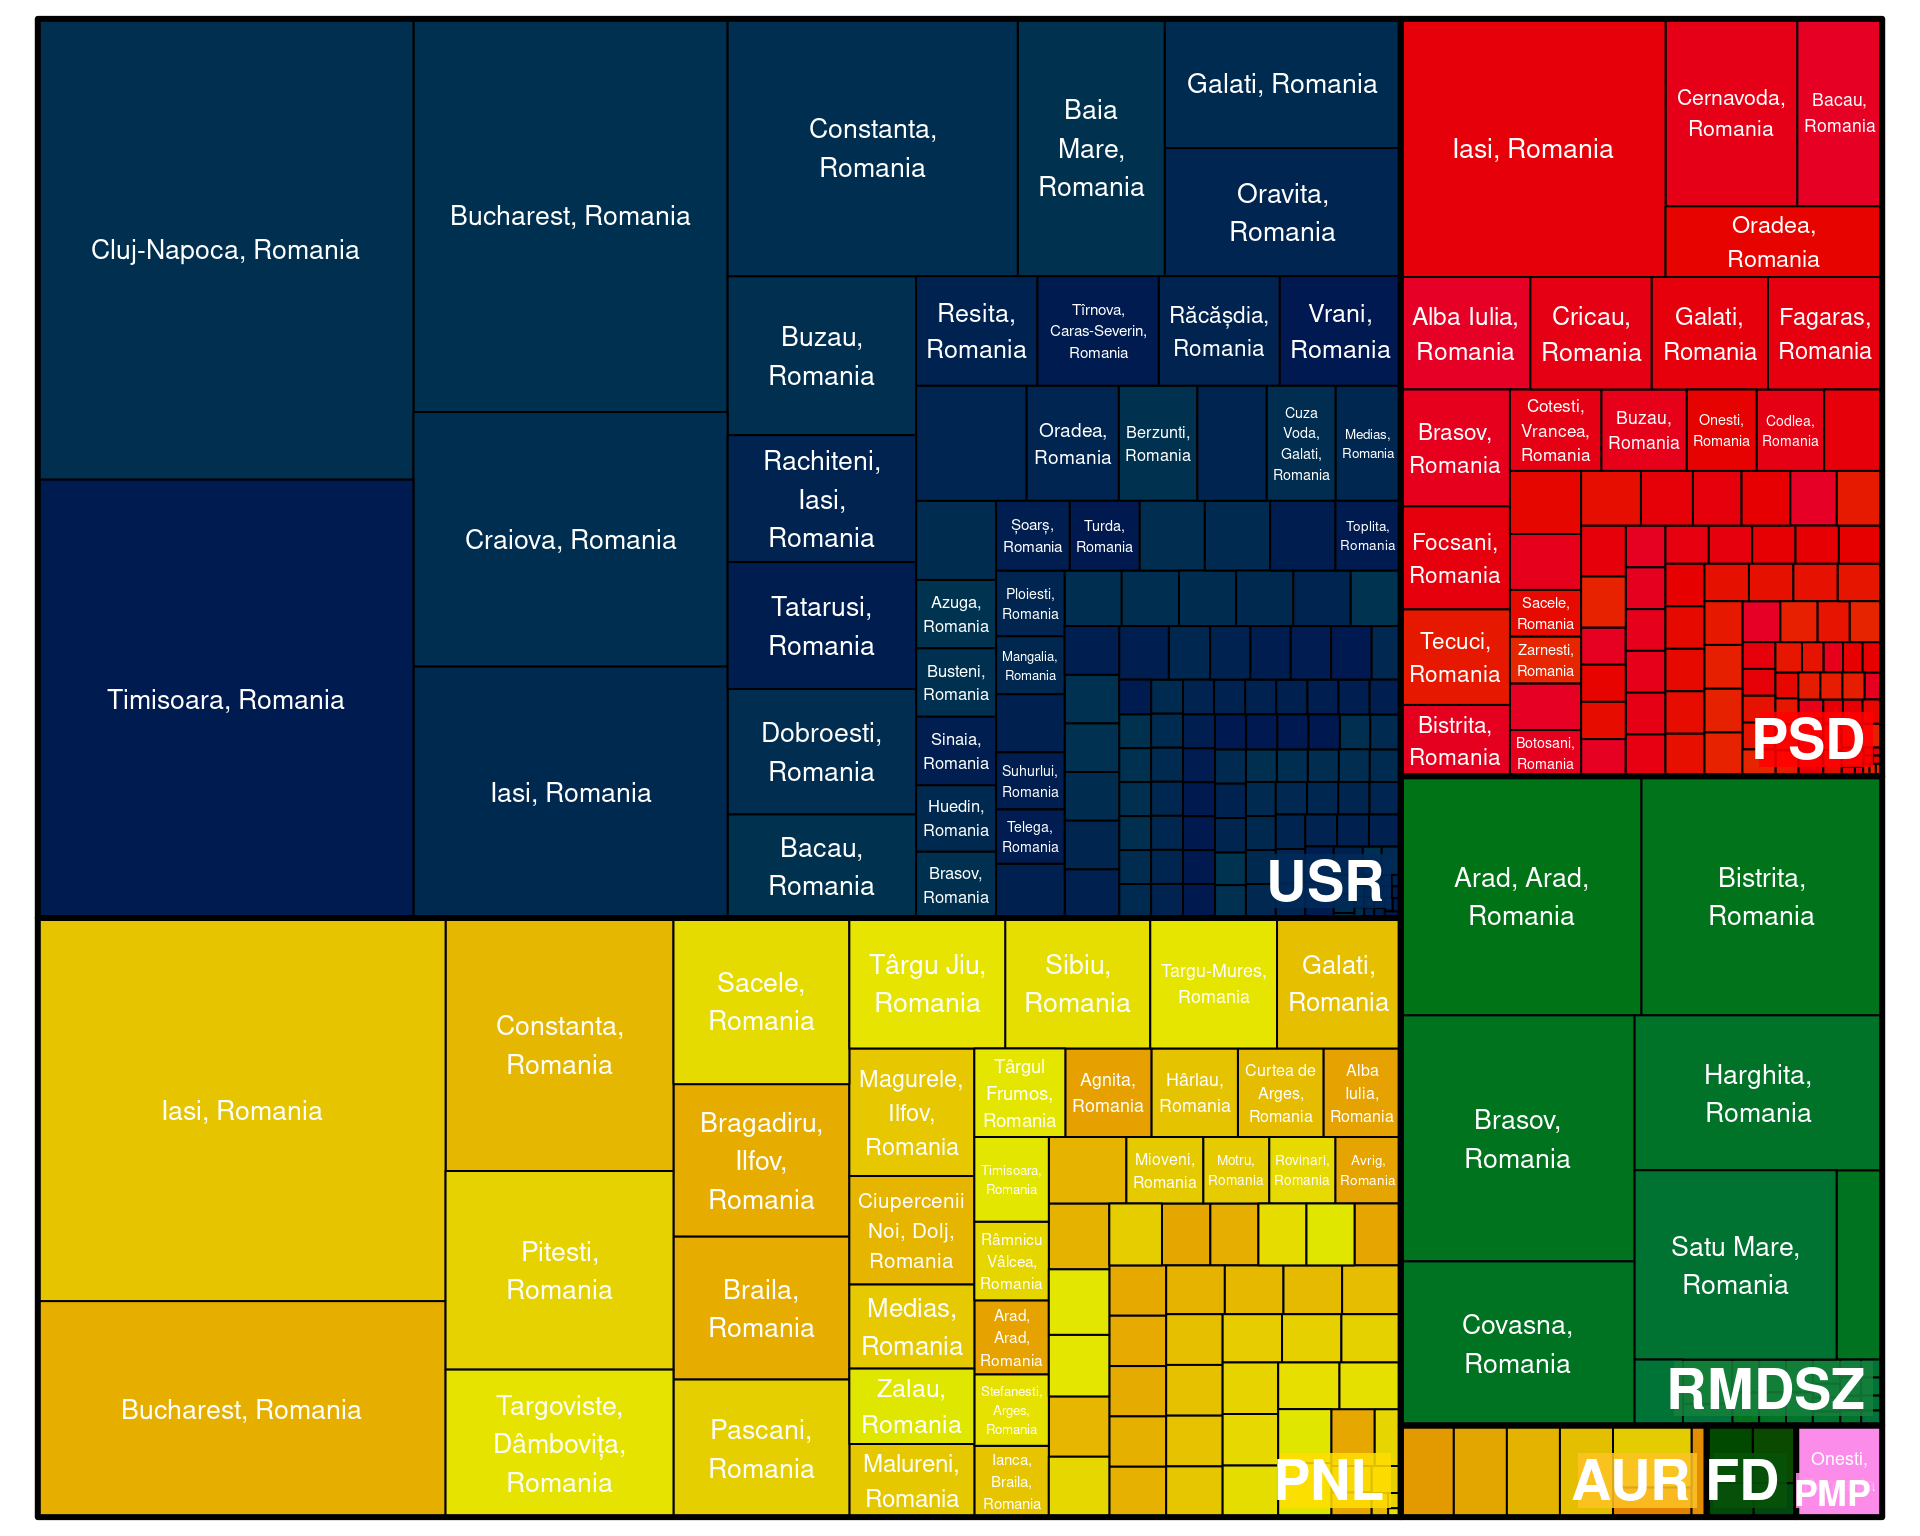 Cluj-Napoca, Romania
Timisoara, Romania
Bucharest, Romania
Craiova, Romania
Iasi, Romania
Constanta,
Romania
Baia
Mare,
Romania
Galati, Romania
Oravita,
Romania
Buzau,
Romania
Rachiteni,
Iasi,
Romania
Tatarusi,
Romania
Dobroesti,
Romania
Bacau,
Romania
Resita,
Romania
Tîrnova,
Caras-Severin,
Romania
Răcășdia,
Romania
Vrani,
Romania
Oradea,
Romania
Berzunti,
Romania
Cuza
Voda,
Galati,
Romania
Medias,
Romania
Șoarș,
Romania
Turda,
Romania
Toplita,
Romania
Azuga,
Romania
Busteni,
Romania
Sinaia,
Romania
Huedin,
Romania
Brasov,
Romania
Ploiesti,
Romania
Mangalia,
Romania
Suhurlui,
Romania
Telega,
Romania
USR
Iasi, Romania
Cernavoda,
Romania
Bacau,
Romania
Oradea,
Romania
Alba Iulia,
Romania
Cricau,
Romania
Galati,
Romania
Fagaras,
Romania
Brasov,
Romania
Focsani,
Romania
Tecuci,
Romania
Bistrita,
Romania
Cotesti,
Vrancea,
Romania
Buzau,
Romania
Onesti,
Romania
Codlea,
Romania
Sacele,
Romania
Zarnesti,
Romania
Botosani,
Romania
PSD
Iasi, Romania
Bucharest, Romania
Constanta,
Romania
Pitesti,
Romania
Targoviste,
Dâmbovița,
Romania
Sacele,
Romania
Bragadiru,
Ilfov,
Romania
Braila,
Romania
Pascani,
Romania
Târgu Jiu,
Romania
Sibiu,
Romania
Targu-Mures,
Romania
Galati,
Romania
Magurele,
Ilfov,
Romania
Ciupercenii
Noi, Dolj,
Romania
Medias,
Romania
Zalau,
Romania
Malureni,
Romania
Târgul
Frumos,
Romania
Agnita,
Romania
Hârlau,
Romania
Curtea de
Arges,
Romania
Alba
Iulia,
Romania
Timisoara,
Romania
Râmnicu
Vâlcea,
Romania
Arad,
Arad,
Romania
Stefanesti,
Arges,
Romania
Ianca,
Braila,
Romania
Mioveni,
Romania
Motru,
Romania
Rovinari,
Romania
Avrig,
Romania
PNL
Arad, Arad,
Romania
Bistrita,
Romania
Brasov,
Romania
Covasna,
Romania
Harghita,
Romania
Satu Mare,
Romania
RMDSZ
AUR
FD
Onesti,
PMP